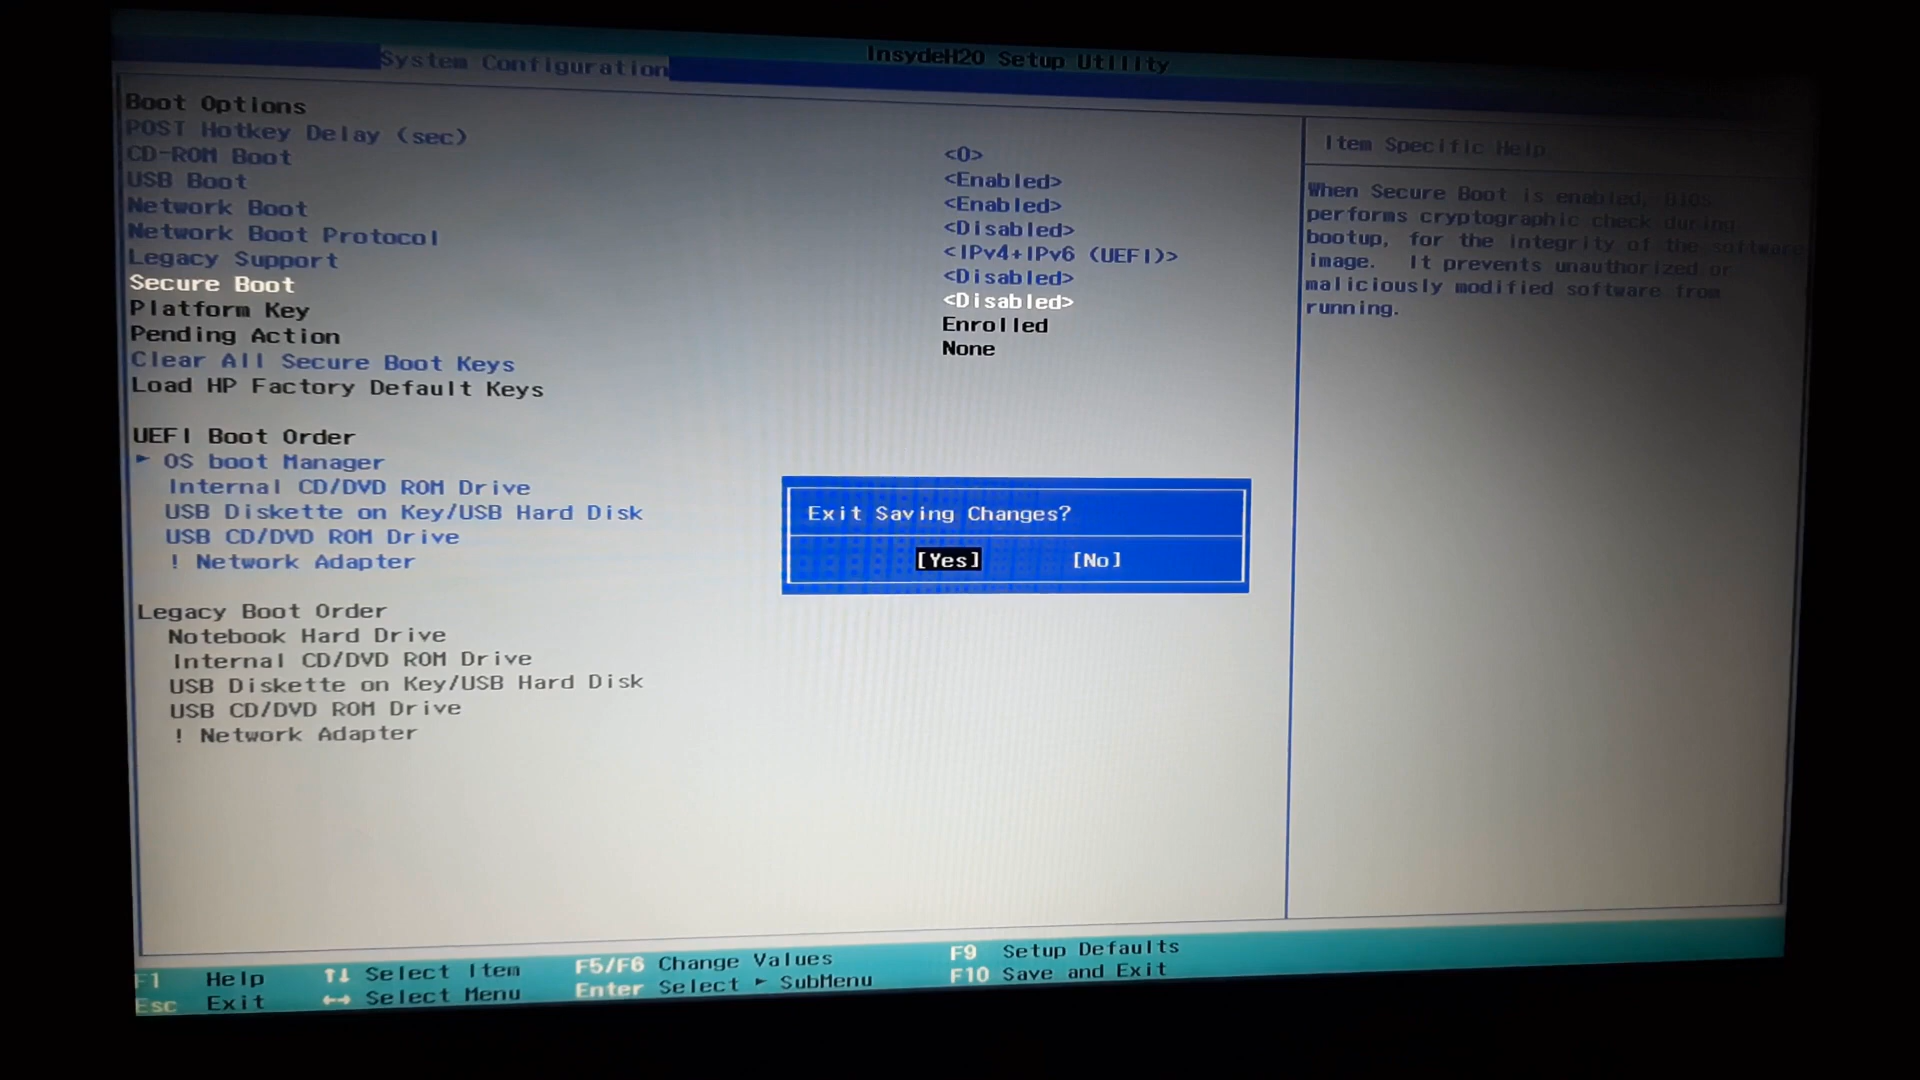 InsydeH20 Setup Utility
System Configuration
Boot Options
POST Hotkey Delay (sec) <0>
CD-ROM Boot <Enabled>
USB Boot <Enabled>
Network Boot <Disabled>
Network Boot Protocol <IPv4+IPv6 (UEFI)>
Legacy Support <Disabled>
Secure Boot <Disabled>
Platform Key Enrolled
Pending Action None
Clear All Secure Boot Keys
Load HP Factory Default Keys
UEFI Boot Order
► OS boot Manager
Internal CD/DVD ROM Drive
USB Diskette on Key/USB Hard Disk
USB CD/DVD ROM Drive
! Network Adapter
Legacy Boot Order
Notebook Hard Drive
Internal CD/DVD ROM Drive
USB Diskette on Key/USB Hard Disk
USB CD/DVD ROM Drive
! Network Adapter
Exit Saving Changes?
[Yes] [No]
Item Specific Help
When Secure Boot is enabled, BIOS
performs cryptographic check during
bootup, for the integrity of the software
image. It prevents unauthorized or
maliciously modified software from
running.
F1 Help ↑↓ Select Item F5/F6 Change Values F9 Setup Defaults
Esc Exit ←→ Select Menu Enter Select ► SubMenu F10 Save and Exit